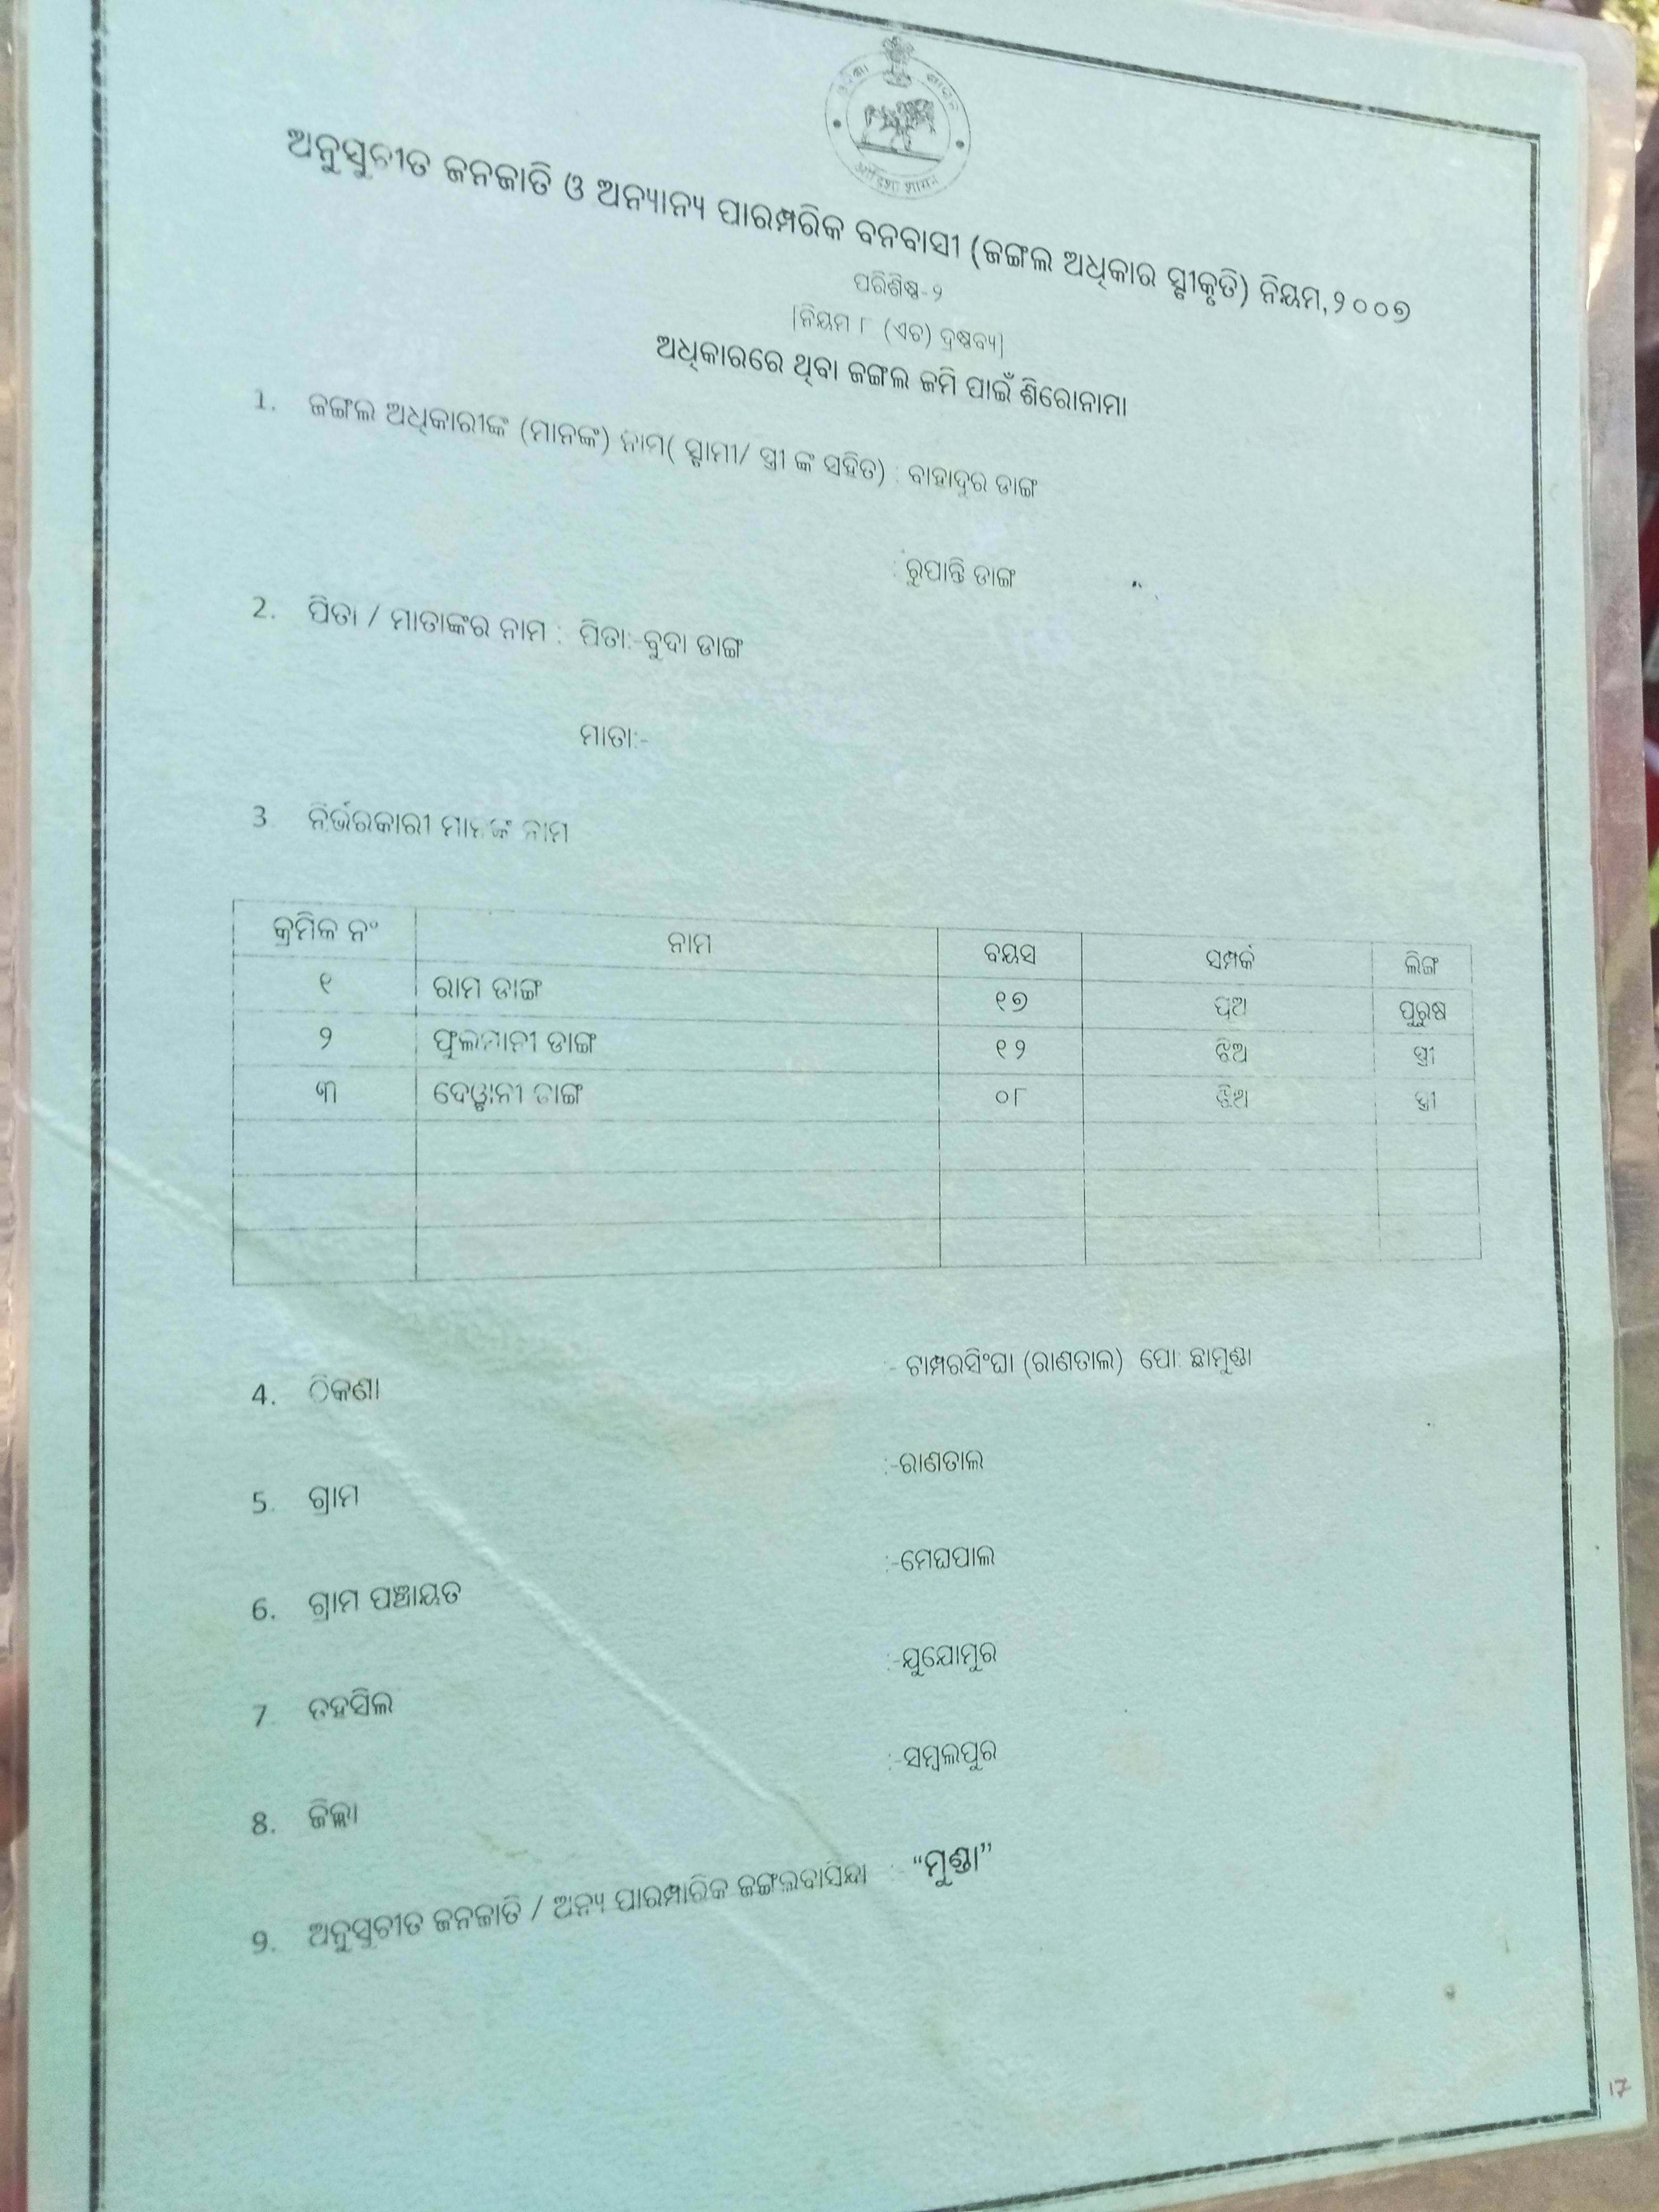 ଅନୁସୁଚୀତ ଜନଜାତି ଓ ଅନ୍ୟାନ୍ୟ ପାରମ୍ପରିକ ବନବାସୀ (ଜଙ୍ଗଲ ଅଧିକାର ସ୍ବୀକୃତି) ନିୟମ,୨୦୦୭
ପରିଶିଷ୍ଠ-୨
[ନିୟମ ୮ (ଏଚ) ଦ୍ରଷ୍ଟବ୍ୟ]
ଅଧିକାରରେ ଥିବା ଜଙ୍ଗଲ ଜମି ପାଇଁ ଶିରୋନାମା
1. ଜଙ୍ଗଲ ଅଧିକାରୀଙ୍କ (ମାନଙ୍କ) ନାମ( ସ୍ବାମୀ/ ସ୍ତ୍ରୀ ଙ୍କ ସହିତ) : ବାହାଦୁର ଡାଙ୍ଗ
: ରୁପାନ୍ତି ଡାଙ୍ଗ
2. ପିତା / ମାତାଙ୍କର ନାମ : ପିତା:-ବୁଦା ଡାଙ୍ଗ
ମାତା:-
3 ନିର୍ଭରକାରୀ ମାନଙ୍କ ନାମ
କ୍ରମିକ ନଂ ନାମ ବୟସ ସମ୍ପର୍କ ଲିଙ୍ଗ
୧ ରାମ ଡାଙ୍ଗ ୧୭ ପୁଅ ପୁରୁଷ
୨ ଫୁଲମାନୀ ଡାଙ୍ଗ ୧୨ ଝିଅ ସ୍ତ୍ରୀ
୩ ଦେୱାନୀ ଡାଙ୍ଗ ୦୮ ଝିଅ ସ୍ତ୍ରୀ
4. ଠିକଣା :- ଟାମ୍ପରସିଂଘା (ରାଣତାଲ) ପୋ: ଛାମୁଣ୍ଡା
5. ଗ୍ରାମ :-ରାଣତାଲ
6. ଗ୍ରାମ ପଞ୍ଚାୟତ :-ମେଘପାଲ
7. ତହସିଲ :-ଯୁଯୋମୁର
8. ଜିଲ୍ଲା :-ସମ୍ବଲପୁର
9. ଅନୁସୁଚୀତ ଜନଜାତି / ଅନ୍ୟ ପାରମ୍ପାରିକ ଜଙ୍ଗଲବାସିନ୍ଦା : “ମୁଣ୍ଡା”
17